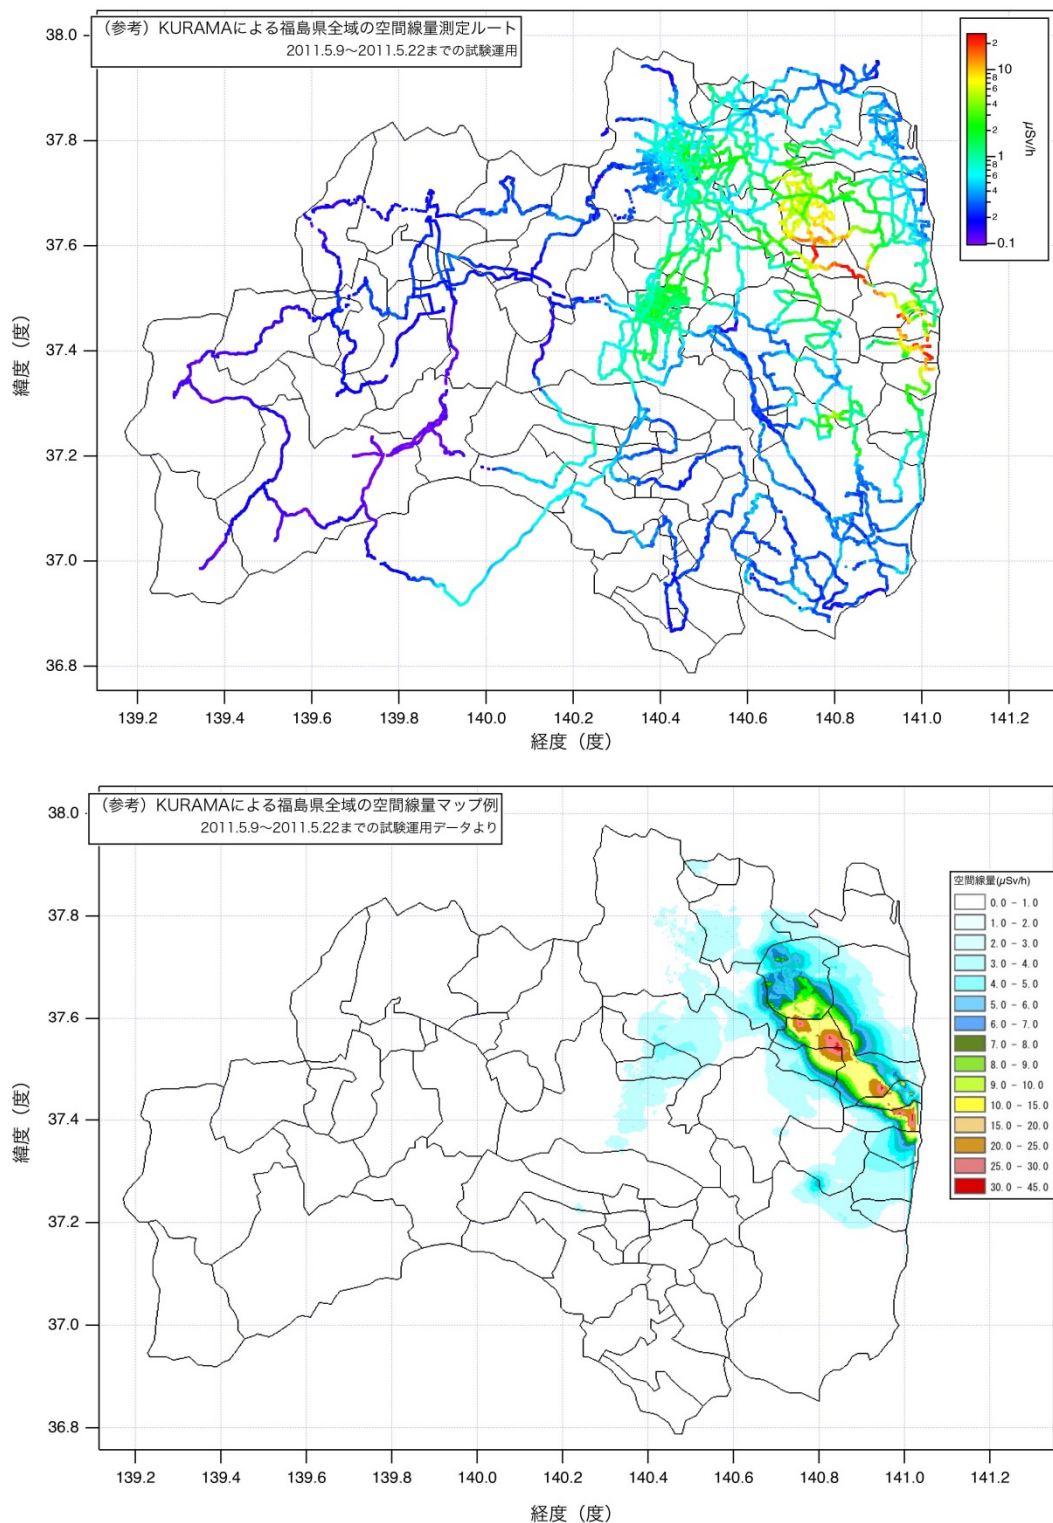 （参考）KURAMAによる福島県全域の空間線量測定ルート
2011.5.9～2011.5.22までの試験運用
38.0
37.8
37.6
37.4
37.2
37.0
36.8
緯度（度）
139.2 139.4 139.6 139.8 140.0 140.2 140.4 140.6 140.8 141.0 141.2
経度（度）
2
10
8
6
4
2
1
8
6
4
2
0.1
μSv/h
（参考）KURAMAによる福島県全域の空間線量マップ例
2011.5.9～2011.5.22までの試験運用データより
38.0
37.8
37.6
37.4
37.2
37.0
36.8
緯度（度）
139.2 139.4 139.6 139.8 140.0 140.2 140.4 140.6 140.8 141.0 141.2
経度（度）
空間線量(μSv/h)
0.0 – 1.0
1.0 – 2.0
2.0 – 3.0
3.0 – 4.0
4.0 – 5.0
5.0 – 6.0
6.0 – 7.0
7.0 – 8.0
8.0 – 9.0
9.0 – 10.0
10.0 – 15.0
15.0 – 20.0
20.0 – 25.0
25.0 – 30.0
30.0 – 45.0